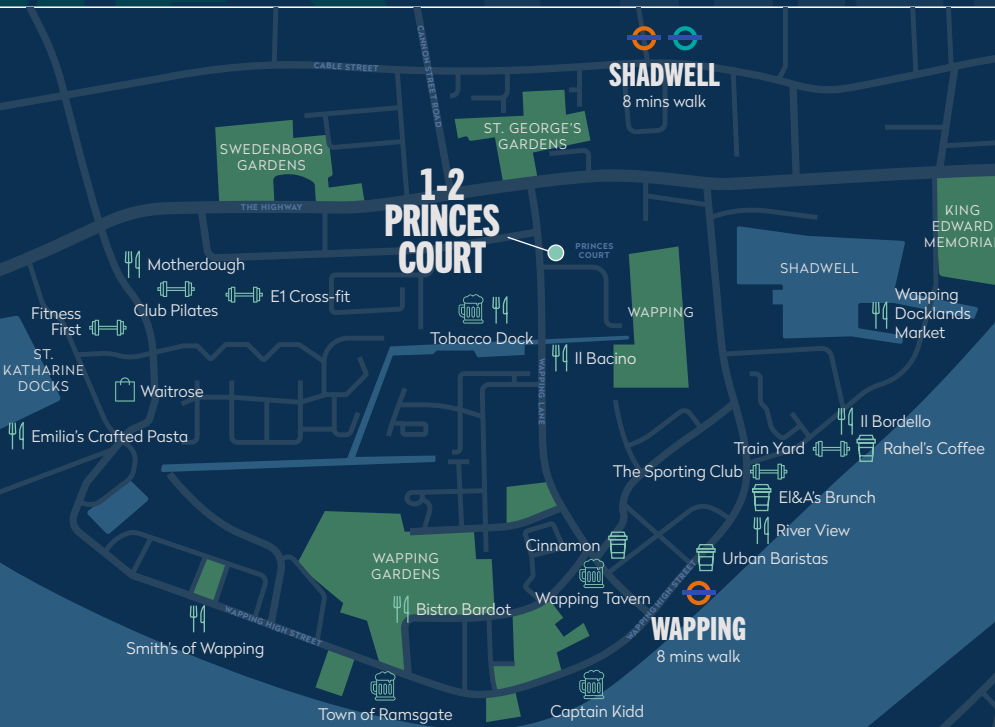 SHADWELL
8 mins walk
CABLE STREET
CANNON STREET ROAD
SWEDENBORG
GARDENS
ST. GEORGE'S
GARDENS
THE HIGHWAY
1-2
PRINCES
COURT
PRINCES
COURT
KING
EDWARD
MEMORIA
SHADWELL
WAPPING
Motherdough
Club Pilates
E1 Cross-fit
Fitness
First
Tobacco Dock
Il Bacino
Wapping
Docklands
Market
ST.
KATHARINE
DOCKS
Waitrose
WAPPING LANE
Emilia's Crafted Pasta
Il Bordello
Train Yard
Rahel's Coffee
The Sporting Club
El&A's Brunch
River View
Cinnamon
Urban Baristas
WAPPING
GARDENS
Wapping Tavern
Bistro Bardot
WAPPING HIGH STREET
WAPPING HIGH STREET
WAPPING
8 mins walk
Smith's of Wapping
Town of Ramsgate
Captain Kidd